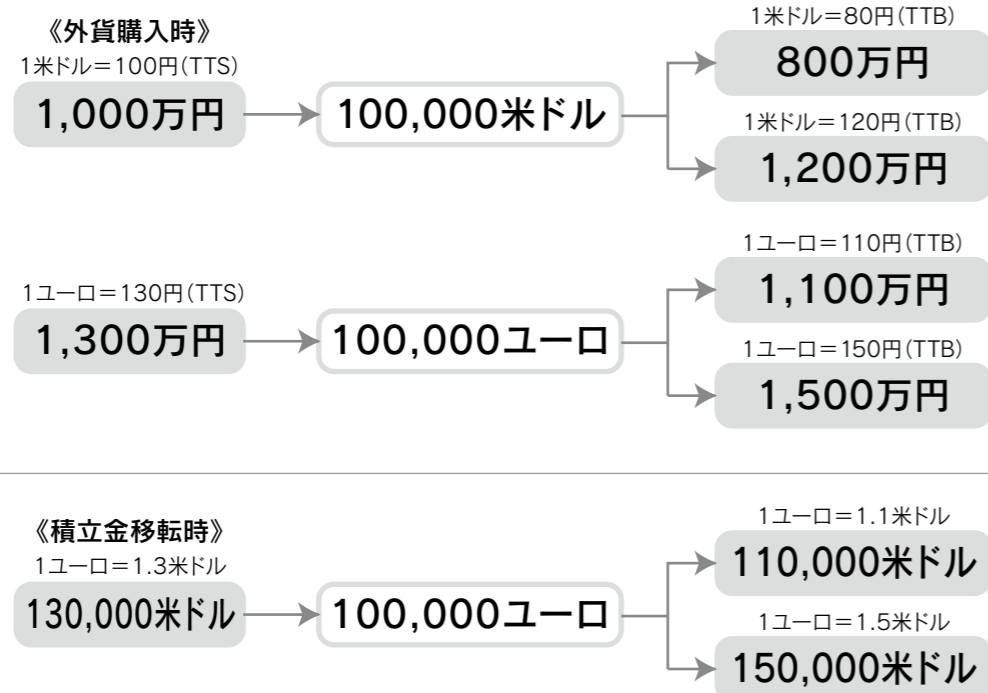 《外貨購入時》
1米ドル＝100円(TTS)
1,000万円
100,000米ドル
1米ドル＝80円(TTB)
800万円
1米ドル＝120円(TTB)
1,200万円
1ユーロ＝130円(TTS)
1,300万円
100,000ユーロ
1ユーロ＝110円(TTB)
1,100万円
1ユーロ＝150円(TTB)
1,500万円
《積立金移転時》
1ユーロ＝1.3米ドル
130,000米ドル
100,000ユーロ
1ユーロ＝1.1米ドル
110,000米ドル
1ユーロ＝1.5米ドル
150,000米ドル